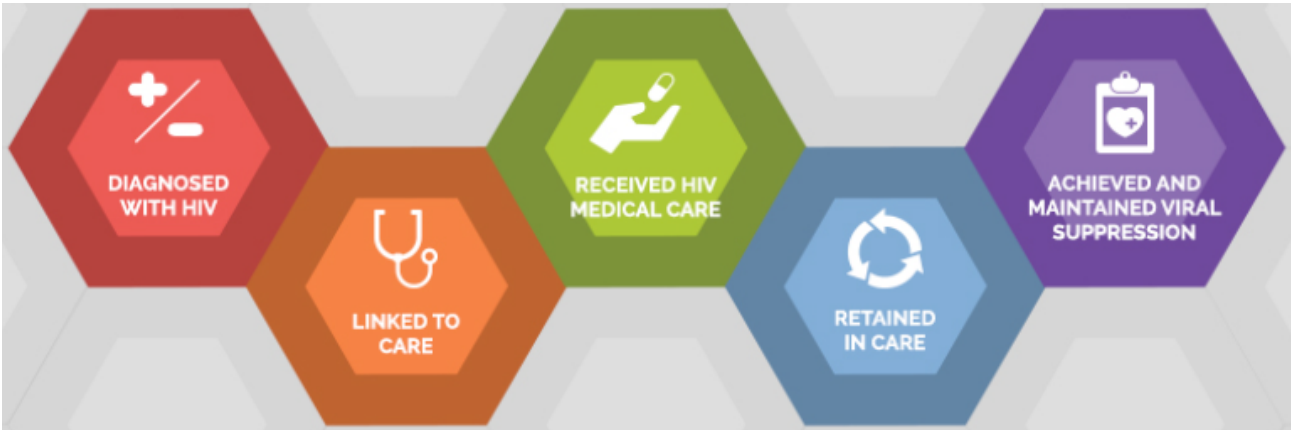 DIAGNOSED
WITH HIV
LINKED TO
CARE
RECEIVED HIV
MEDICAL CARE
RETAINED
IN CARE
ACHIEVED AND
MAINTAINED VIRAL
SUPPRESSION